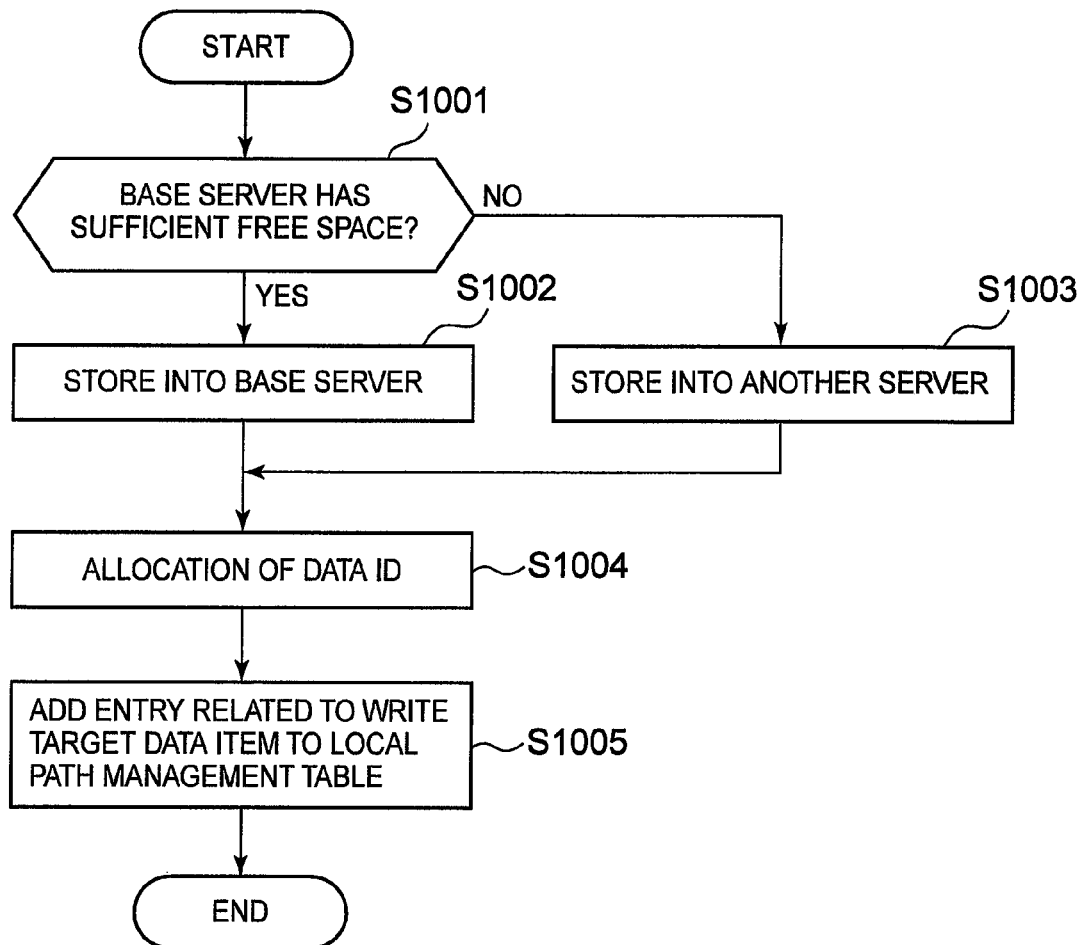 START
S1001
BASE SERVER HAS
SUFFICIENT FREE SPACE?
NO
YES
S1002
S1003
STORE INTO BASE SERVER
STORE INTO ANOTHER SERVER
ALLOCATION OF DATA ID
S1004
ADD ENTRY RELATED TO WRITE
TARGET DATA ITEM TO LOCAL
PATH MANAGEMENT TABLE
S1005
END